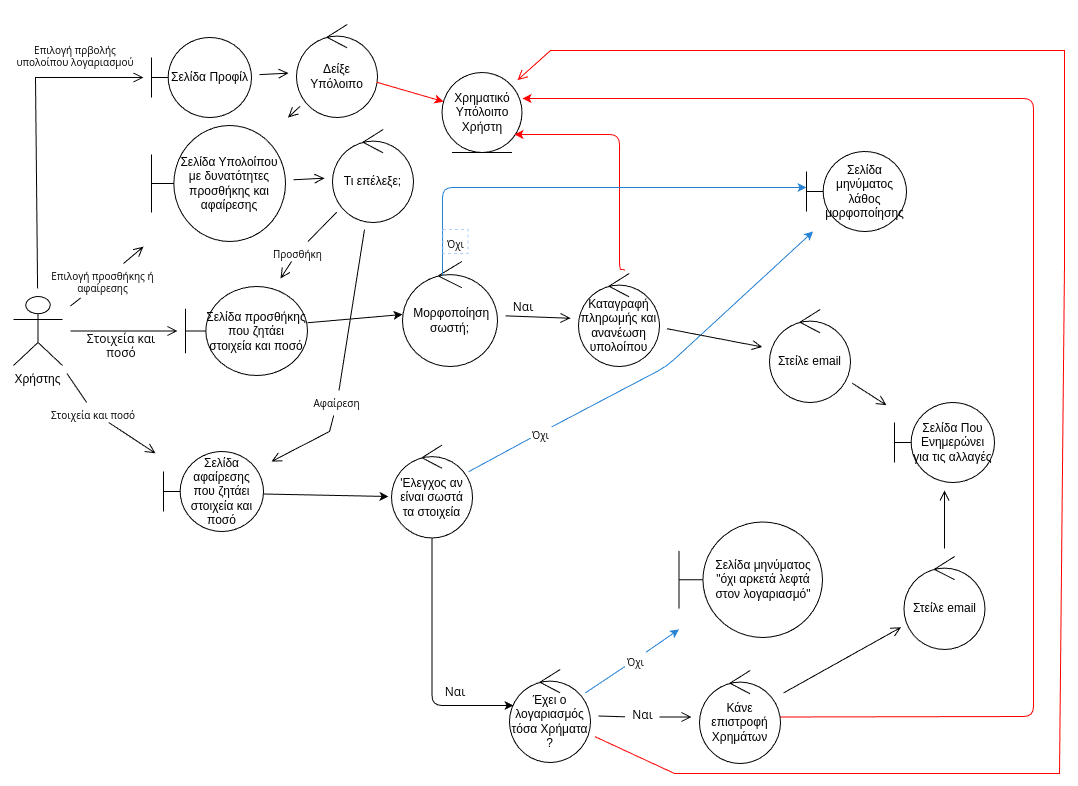 Επιλογή πρβολής
υπολοίπου λογαριασμού
Σελίδα Προφίλ
Δείξε
Υπόλοιπο
Χρηματικό
Υπόλοιπο
Χρήστη
Σελίδα Υπολοίπου
με δυνατότητες
προσθήκης και
αφαίρεσης
Τι επέλεξε;
Σελίδα
μηνύματος
λάθος
μορφοποίησης
Προσθήκη
Όχι
Επιλογή προσθήκης ή
αφαίρεσης
Σελίδα προσθήκης
που ζητάει
στοιχεία και ποσό
Μορφοποίηση
σωστή;
Ναι
Καταγραφή
πληρωμής και
ανανέωση
υπολοίπου
Στοιχεία και
ποσό
Χρήστης
Στείλε email
Αφαίρεση
Στοιχεία και ποσό
Όχι
Σελίδα Που
Ενημερώνει
για τις αλλαγές
Σελίδα
αφαίρεσης
που ζητάει
στοιχεία και
ποσό
Έλεγχος αν
είναι σωστά
τα στοιχεία
Σελίδα μηνύματος
"όχι αρκετά λεφτά
στον λογαριασμό"
Στείλε email
Όχι
Ναι
Έχει ο
λογαριασμός
τόσα Χρήματα
?
Ναι
Κάνε
επιστροφή
Χρημάτων